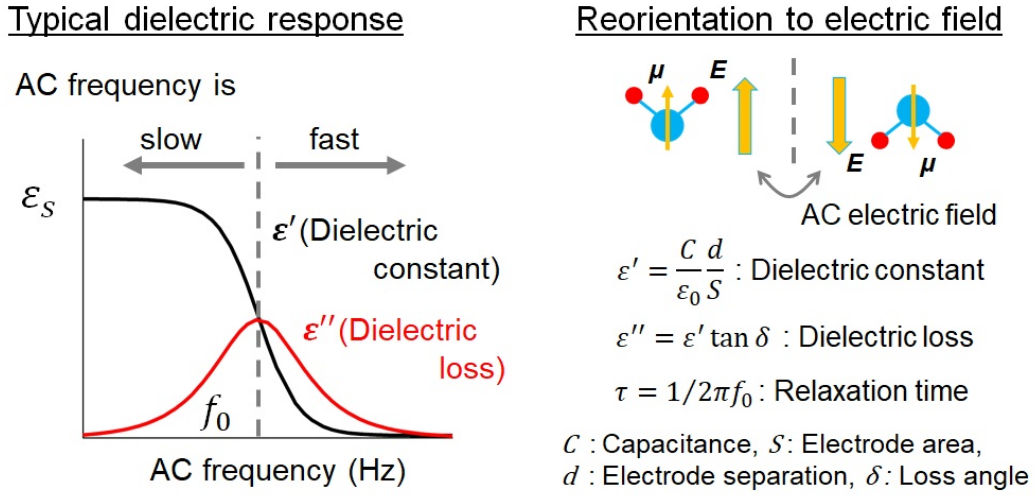 Typical dielectric response
AC frequency is
slow
fast
εS
ε′(Dielectric
constant)
ε′′(Dielectric
loss)
f0
AC frequency (Hz)
Reorientation to electric field
μ
E
E
μ
AC electric field
ε′ = C/ε0 d/S : Dielectric constant
ε′′ = ε′ tan δ : Dielectric loss
τ = 1/2πf0 : Relaxation time
C : Capacitance, S: Electrode area,
d : Electrode separation, δ: Loss angle